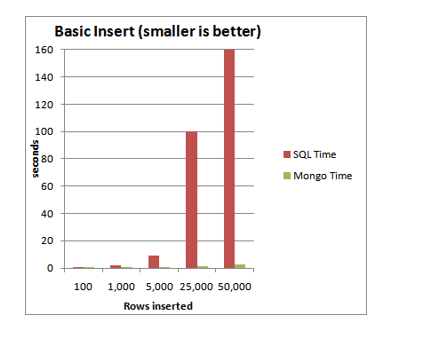 Basic Insert (smaller is better)
160
140
120
100
80
60
40
20
0
seconds
SQL Time
Mongo Time
100 1,000 5,000 25,000 50,000
Rows inserted